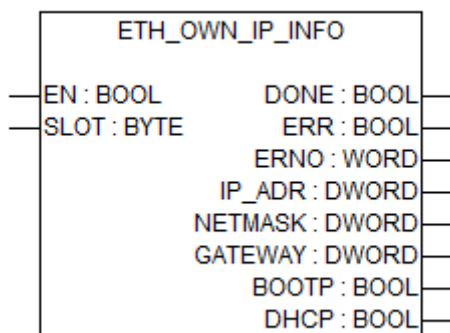 ETH_OWN_IP_INFO
EN : BOOL DONE : BOOL
SLOT : BYTE ERR : BOOL
ERNO : WORD
IP_ADR : DWORD
NETMASK : DWORD
GATEWAY : DWORD
BOOTP : BOOL
DHCP : BOOL